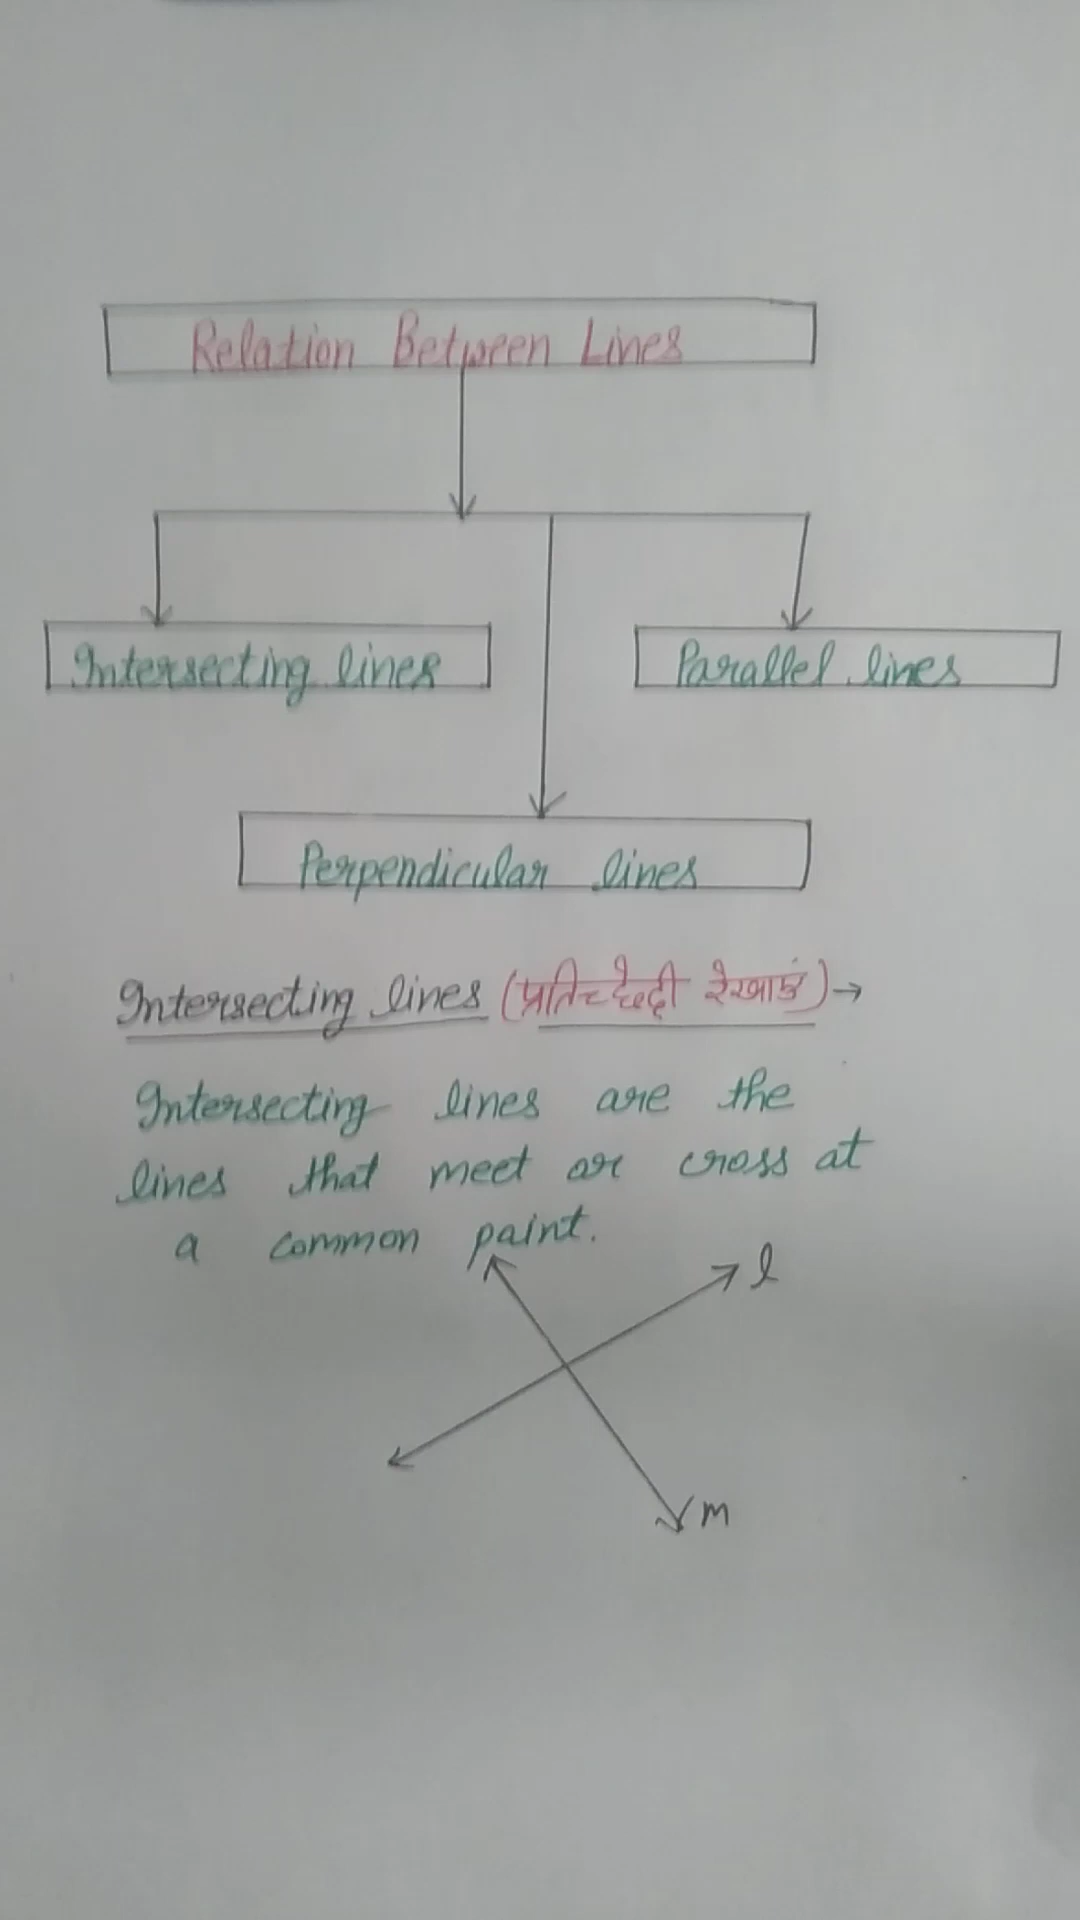 Relation Between Lines
Intersecting lines
Parallel lines
Perpendicular lines
Intersecting lines (प्रतिच्छेदी रेखाएं) →
Intersecting lines are the
lines that meet or cross at
a common paint.
l
m